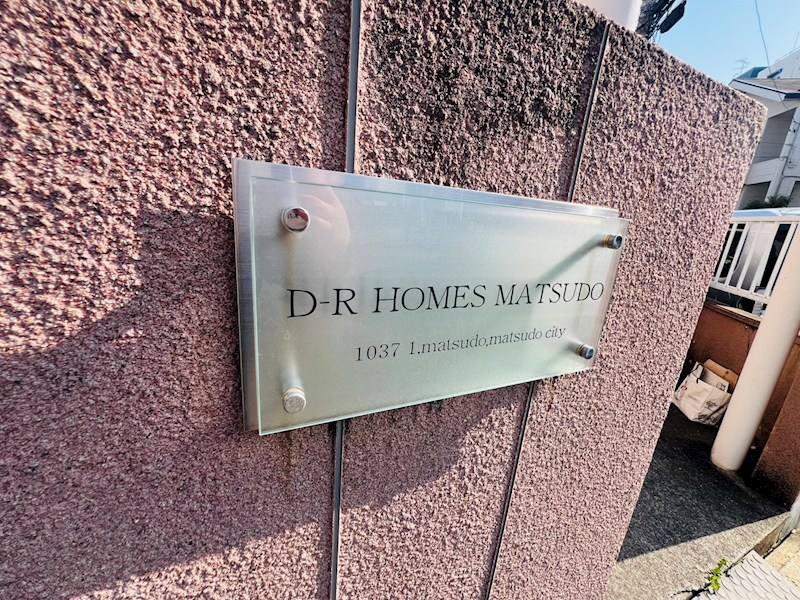 D-R HOMES MATSUDO
1037 1,matsudo,matsudo city